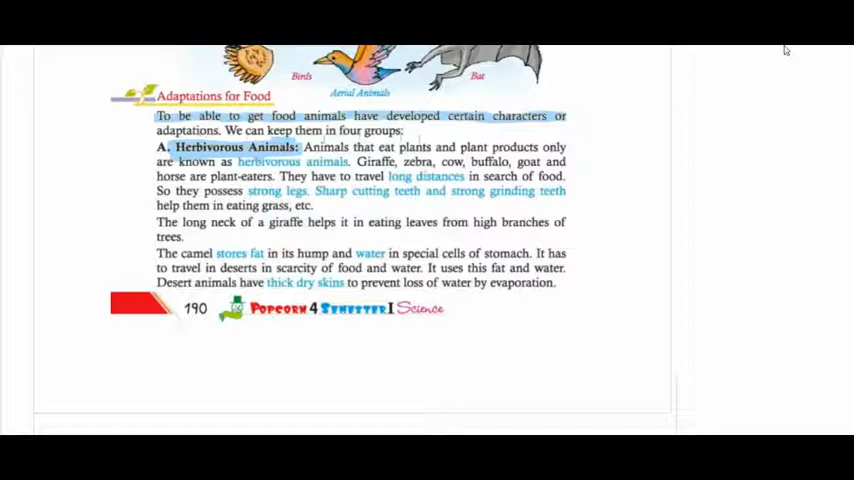 Birds
Bat
Aerial Animals
Adaptations for Food
To be able to get food animals have developed certain characters or
adaptations. We can keep them in four groups:
A. Herbivorous Animals: Animals that eat plants and plant products only
are known as herbivorous animals. Giraffe, zebra, cow, buffalo, goat and
horse are plant-eaters. They have to travel long distances in search of food.
So they possess strong legs. Sharp cutting teeth and strong grinding teeth
help them in eating grass, etc.
The long neck of a giraffe helps it in eating leaves from high branches of
trees.
The camel stores fat in its hump and water in special cells of stomach. It has
to travel in deserts in scarcity of food and water. It uses this fat and water.
Desert animals have thick dry skins to prevent loss of water by evaporation.
190 POPCORN 4 SEMESTER I Science